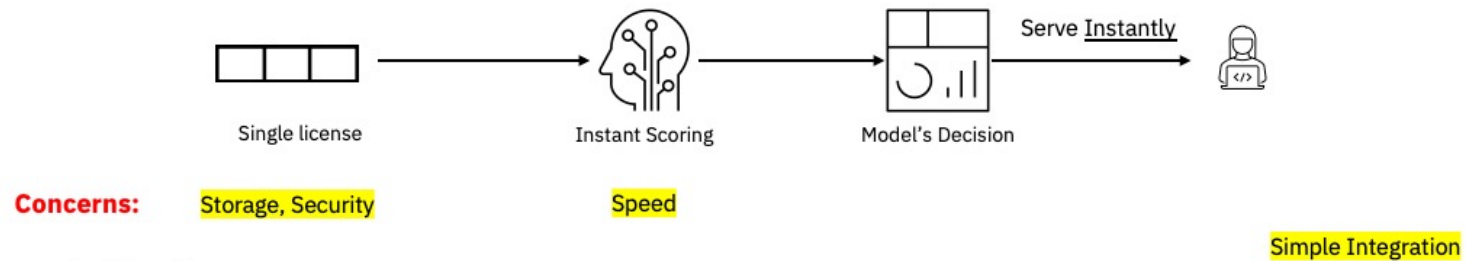 Serve Instantly
</>
Single license
Instant Scoring
Model's Decision
Concerns:
Storage, Security
Speed
Simple Integration